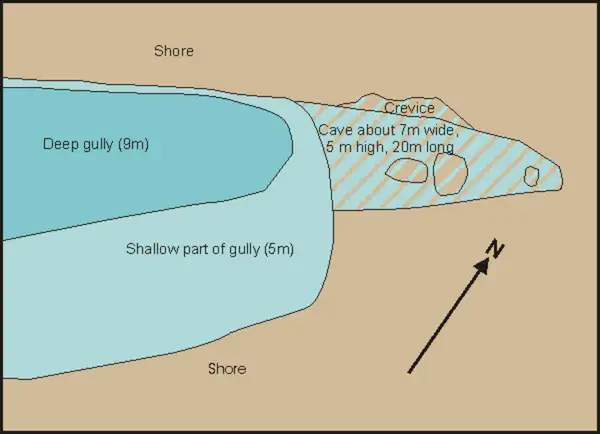 Shore
Crevice
Cave about 7m wide,
5 m high, 20m long
Deep gully (9m)
Shallow part of gully (5m)
N
Shore